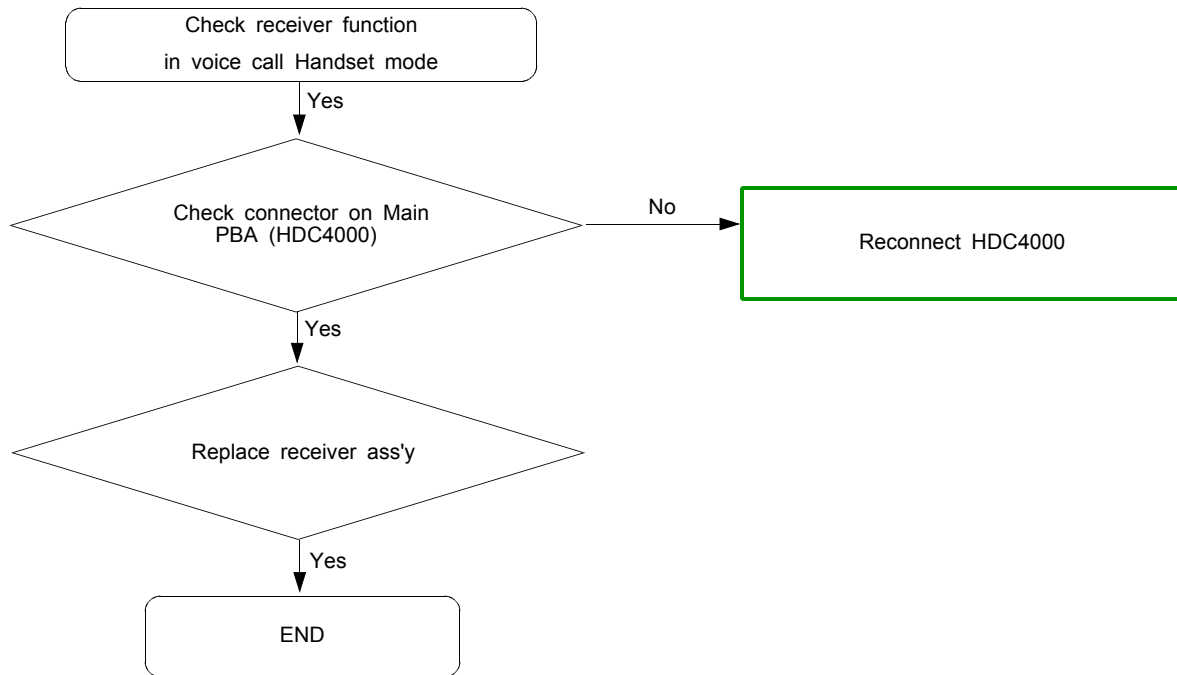 Check receiver function
in voice call Handset mode
Yes
Check connector on Main
PBA (HDC4000)
No
Reconnect HDC4000
Yes
Replace receiver ass'y
Yes
END